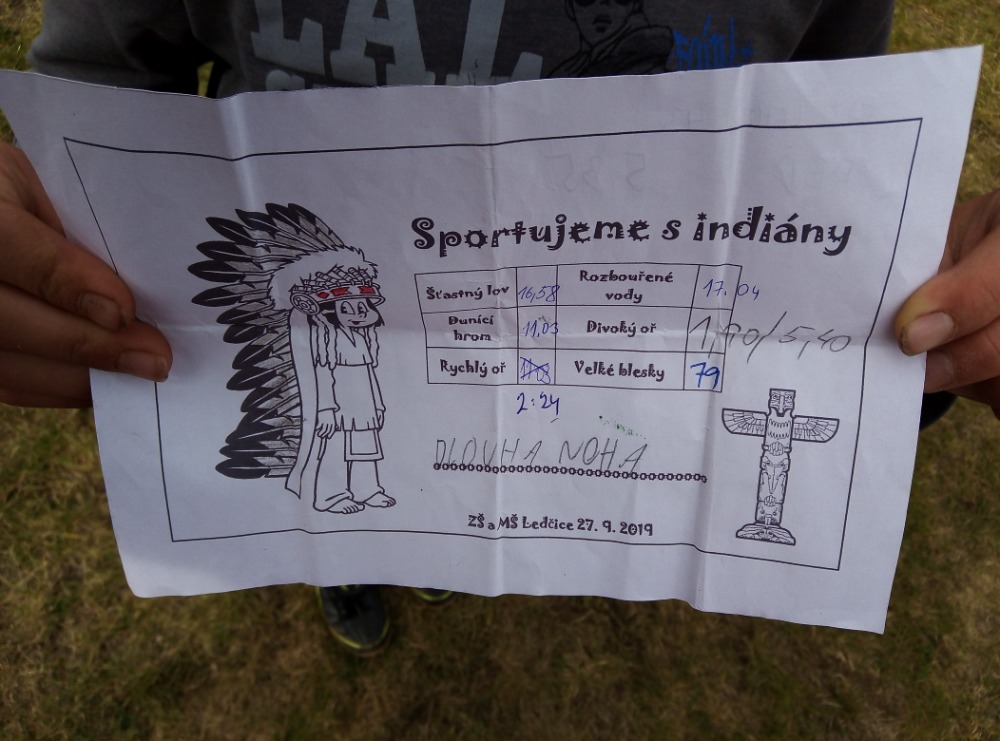 Sportujeme s indiány
Šťastný lov 16,58 Rozbouřené vody 17.04
Dunící hrom 11,03 Divoký oř 1,90/5,40
Rychlý oř Velké blesky 79
2:24
DLOUHA NOHA
ZŠ a MŠ Ledčice 27. 9. 2019